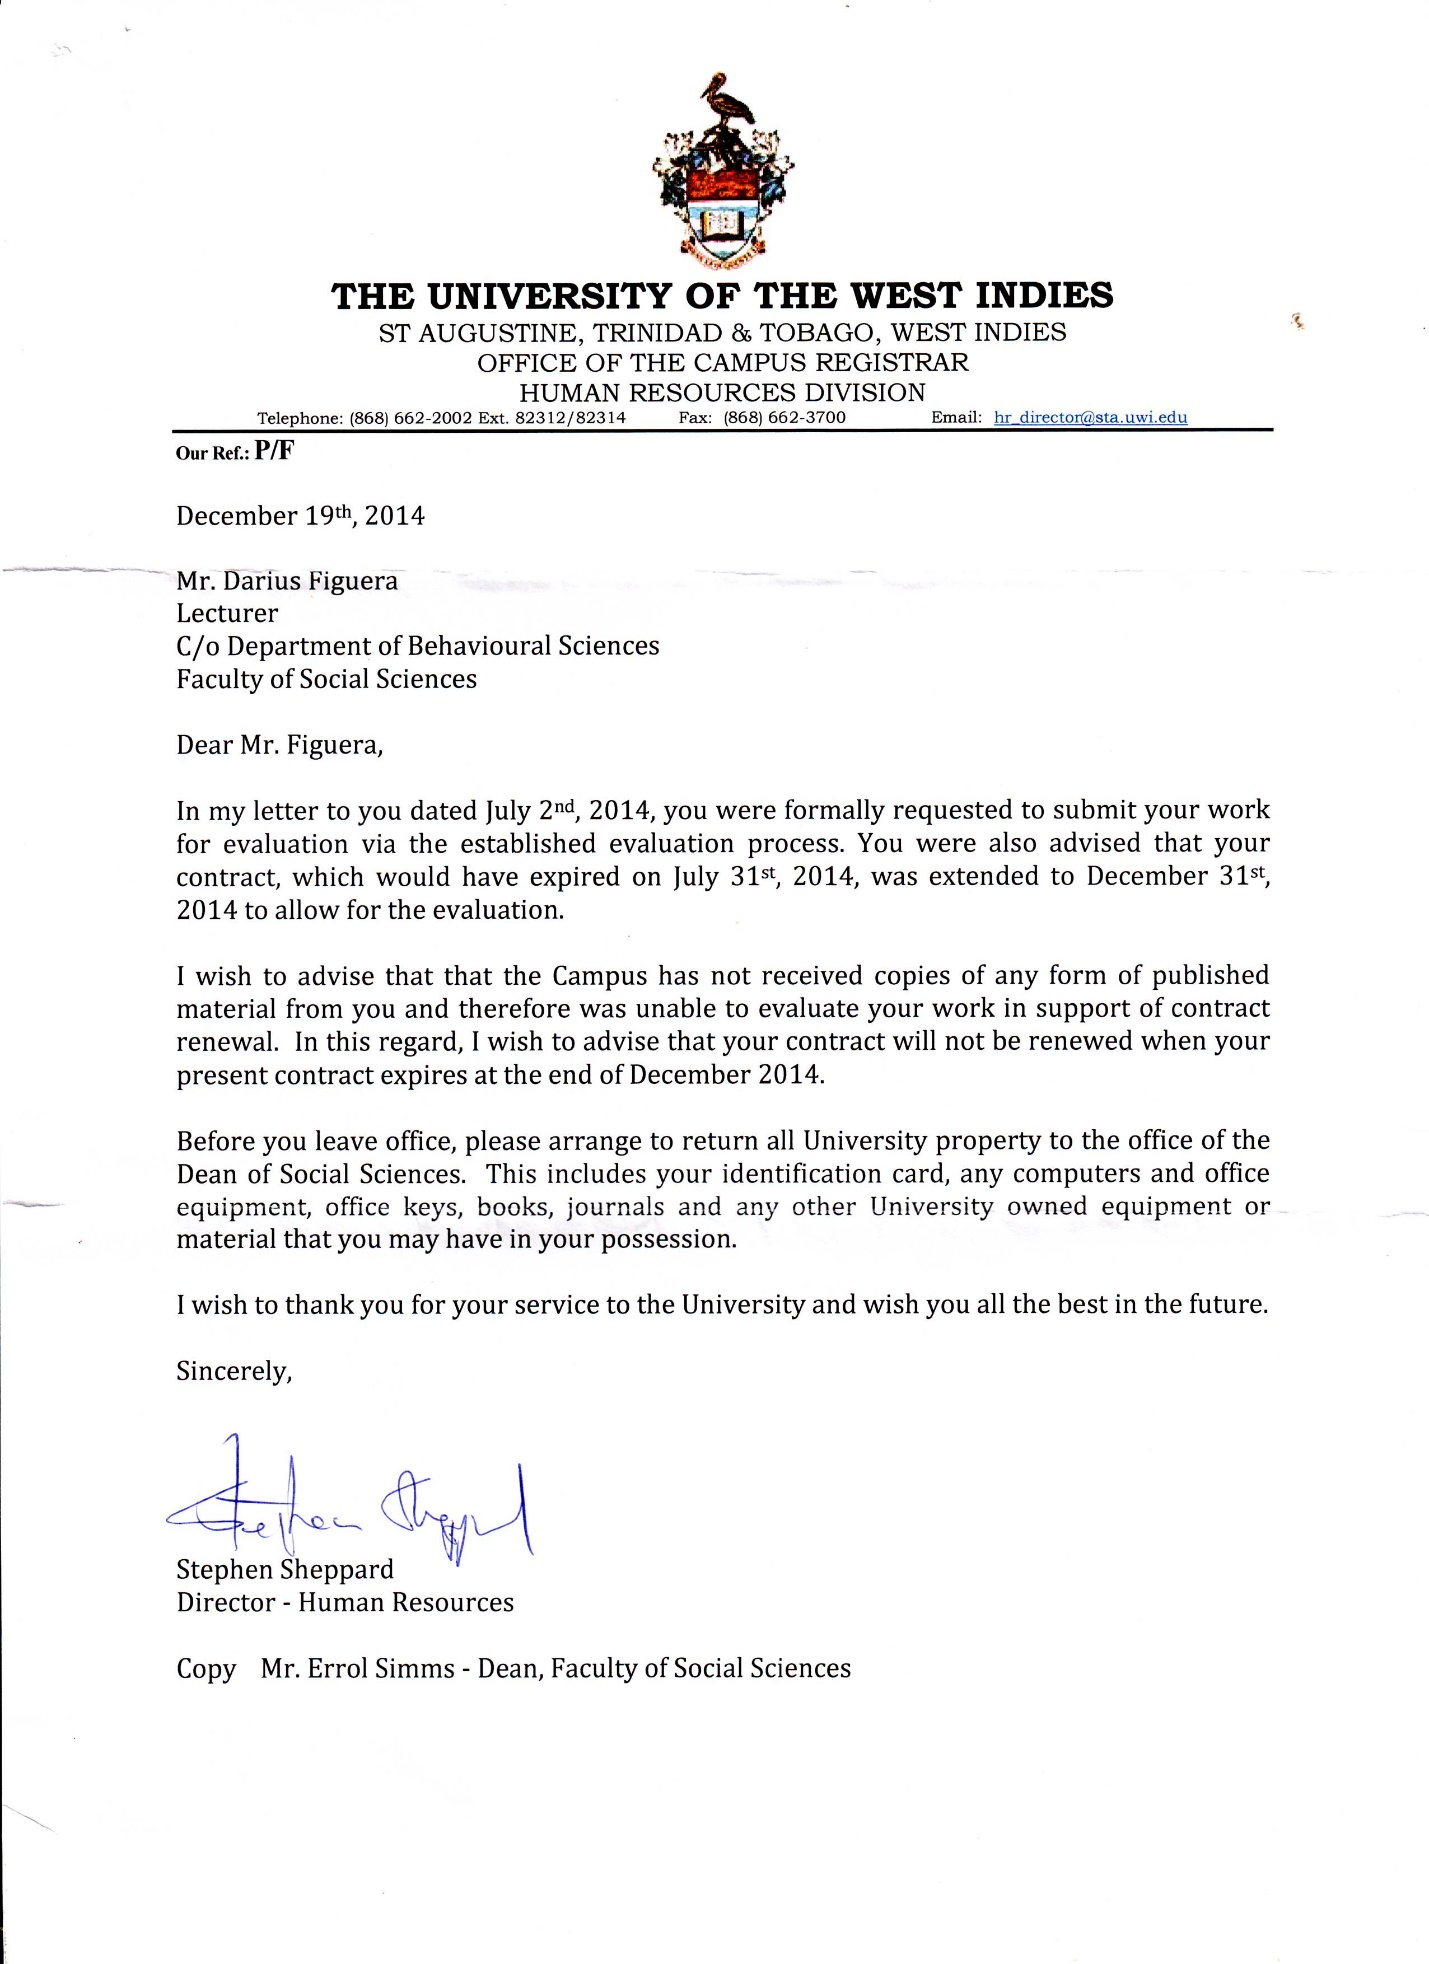 THE UNIVERSITY OF THE WEST INDIES
ST AUGUSTINE, TRINIDAD & TOBAGO, WEST INDIES
OFFICE OF THE CAMPUS REGISTRAR
HUMAN RESOURCES DIVISION
Telephone: (868) 662-2002 Ext. 82312/82314 Fax: (868) 662-3700 Email: hr_director@sta.uwi.edu
Our Ref.: P/F
December 19th, 2014
Mr. Darius Figuera
Lecturer
C/o Department of Behavioural Sciences
Faculty of Social Sciences
Dear Mr. Figuera,
In my letter to you dated July 2nd, 2014, you were formally requested to submit your work
for evaluation via the established evaluation process. You were also advised that your
contract, which would have expired on July 31st, 2014, was extended to December 31st,
2014 to allow for the evaluation.
I wish to advise that that the Campus has not received copies of any form of published
material from you and therefore was unable to evaluate your work in support of contract
renewal. In this regard, I wish to advise that your contract will not be renewed when your
present contract expires at the end of December 2014.
Before you leave office, please arrange to return all University property to the office of the
Dean of Social Sciences. This includes your identification card, any computers and office
equipment, office keys, books, journals and any other University owned equipment or
material that you may have in your possession.
I wish to thank you for your service to the University and wish you all the best in the future.
Sincerely,
Stephen Sheppard
Stephen Sheppard
Director - Human Resources
Copy Mr. Errol Simms - Dean, Faculty of Social Sciences